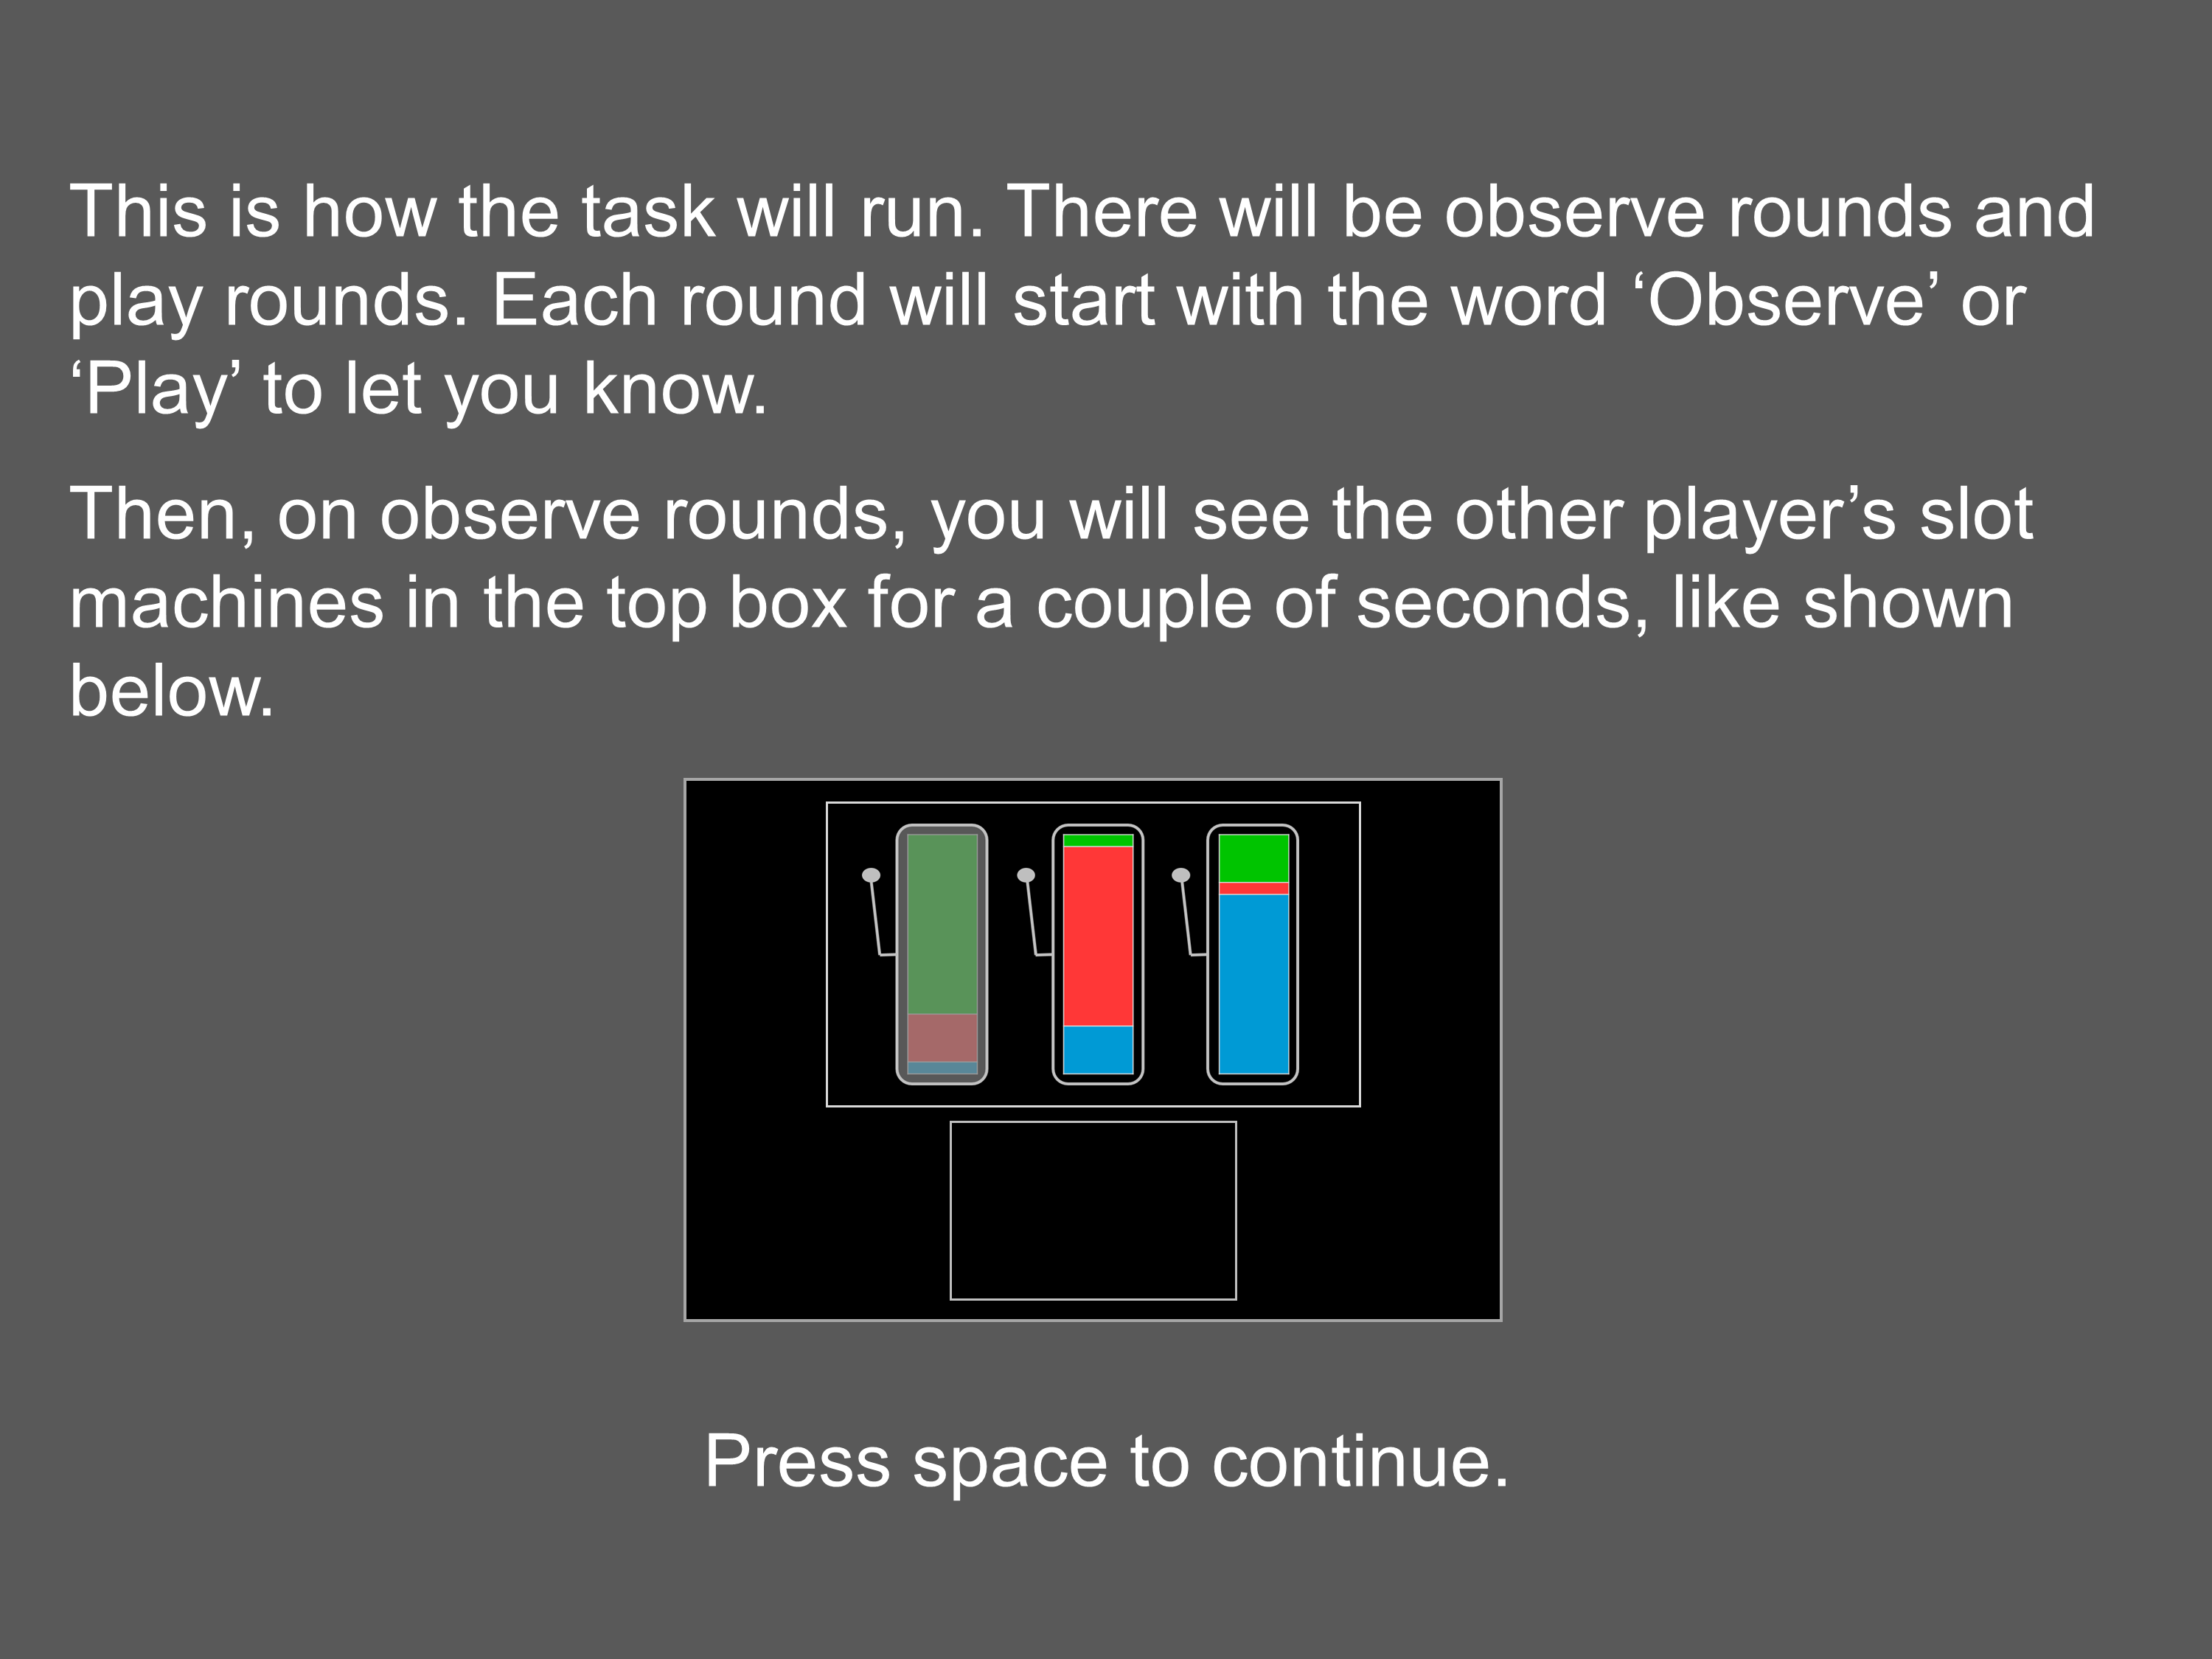 This is how the task will run. There will be observe rounds and
play rounds. Each round will start with the word ‘Observe’ or
‘Play’ to let you know.
Then, on observe rounds, you will see the other player’s slot
machines in the top box for a couple of seconds, like shown
below.
Press space to continue.